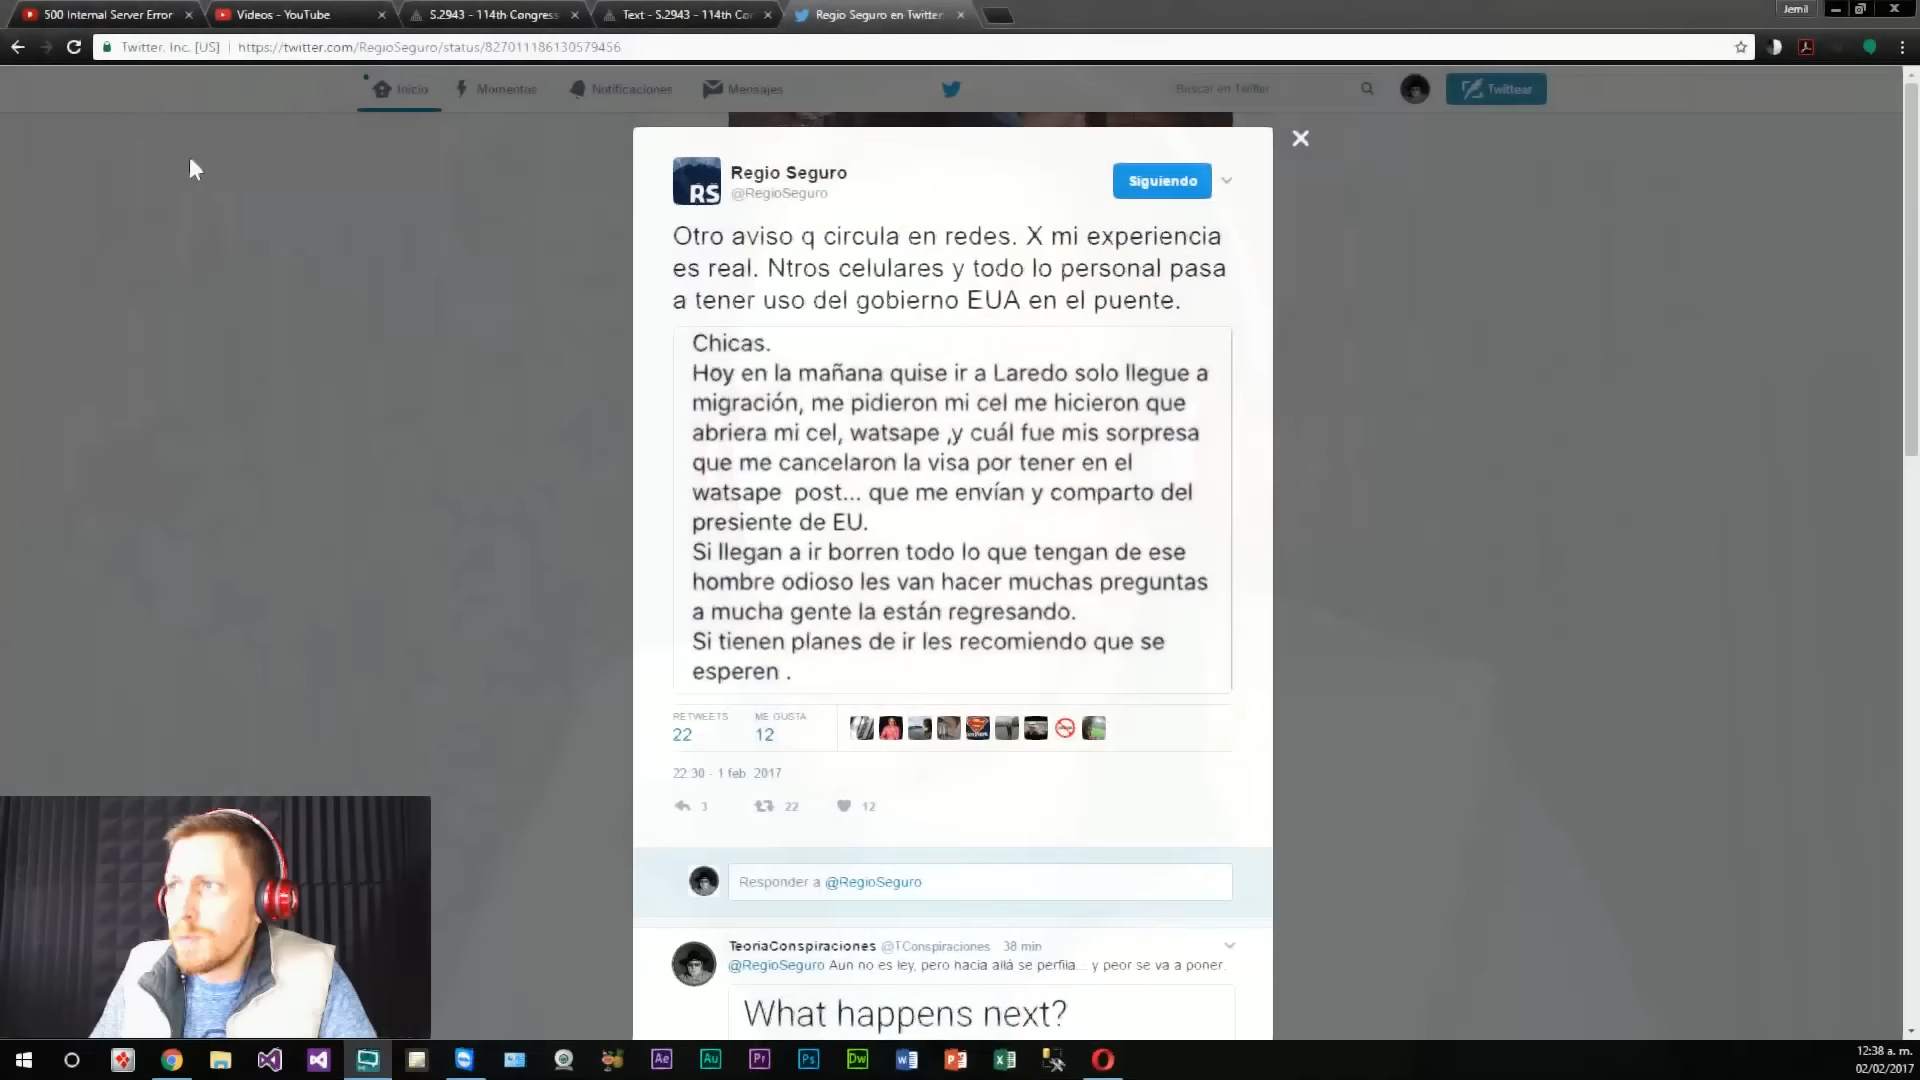 500 Internal Server Error
Videos - YouTube
S.2943 - 114th Congress
Text - S.2943 - 114th Co
Regio Seguro en Twitter
Jemil
Twitter, Inc. [US]
https://twitter.com/RegioSeguro/status/827011186130579456
Inicio
Momentos
Notificaciones
Mensajes
Buscar en Twitter
Twittear
Regio Seguro
@RegioSeguro
Siguiendo
RS
Otro aviso q circula en redes. X mi experiencia
es real. Ntros celulares y todo lo personal pasa
a tener uso del gobierno EUA en el puente.
Chicas.
Hoy en la mañana quise ir a Laredo solo llegue a
migración, me pidieron mi cel me hicieron que
abriera mi cel, watsape ,y cuál fue mis sorpresa
que me cancelaron la visa por tener en el
watsape post... que me envían y comparto del
presiente de EU.
Si llegan a ir borren todo lo que tengan de ese
hombre odioso les van hacer muchas preguntas
a mucha gente la están regresando.
Si tienen planes de ir les recomiendo que se
esperen .
RETWEETS
ME GUSTA
22
12
22:30 - 1 feb. 2017
3
22
12
Responder a @RegioSeguro
TeoriaConspiraciones @TConspiraciones 38 min
@RegioSeguro Aun no es ley, pero hacia allá se perfila... y peor se va a poner.
What happens next?
Ae
Au
Pr
Ps
Dw
12:38 a. m.
02/02/2017